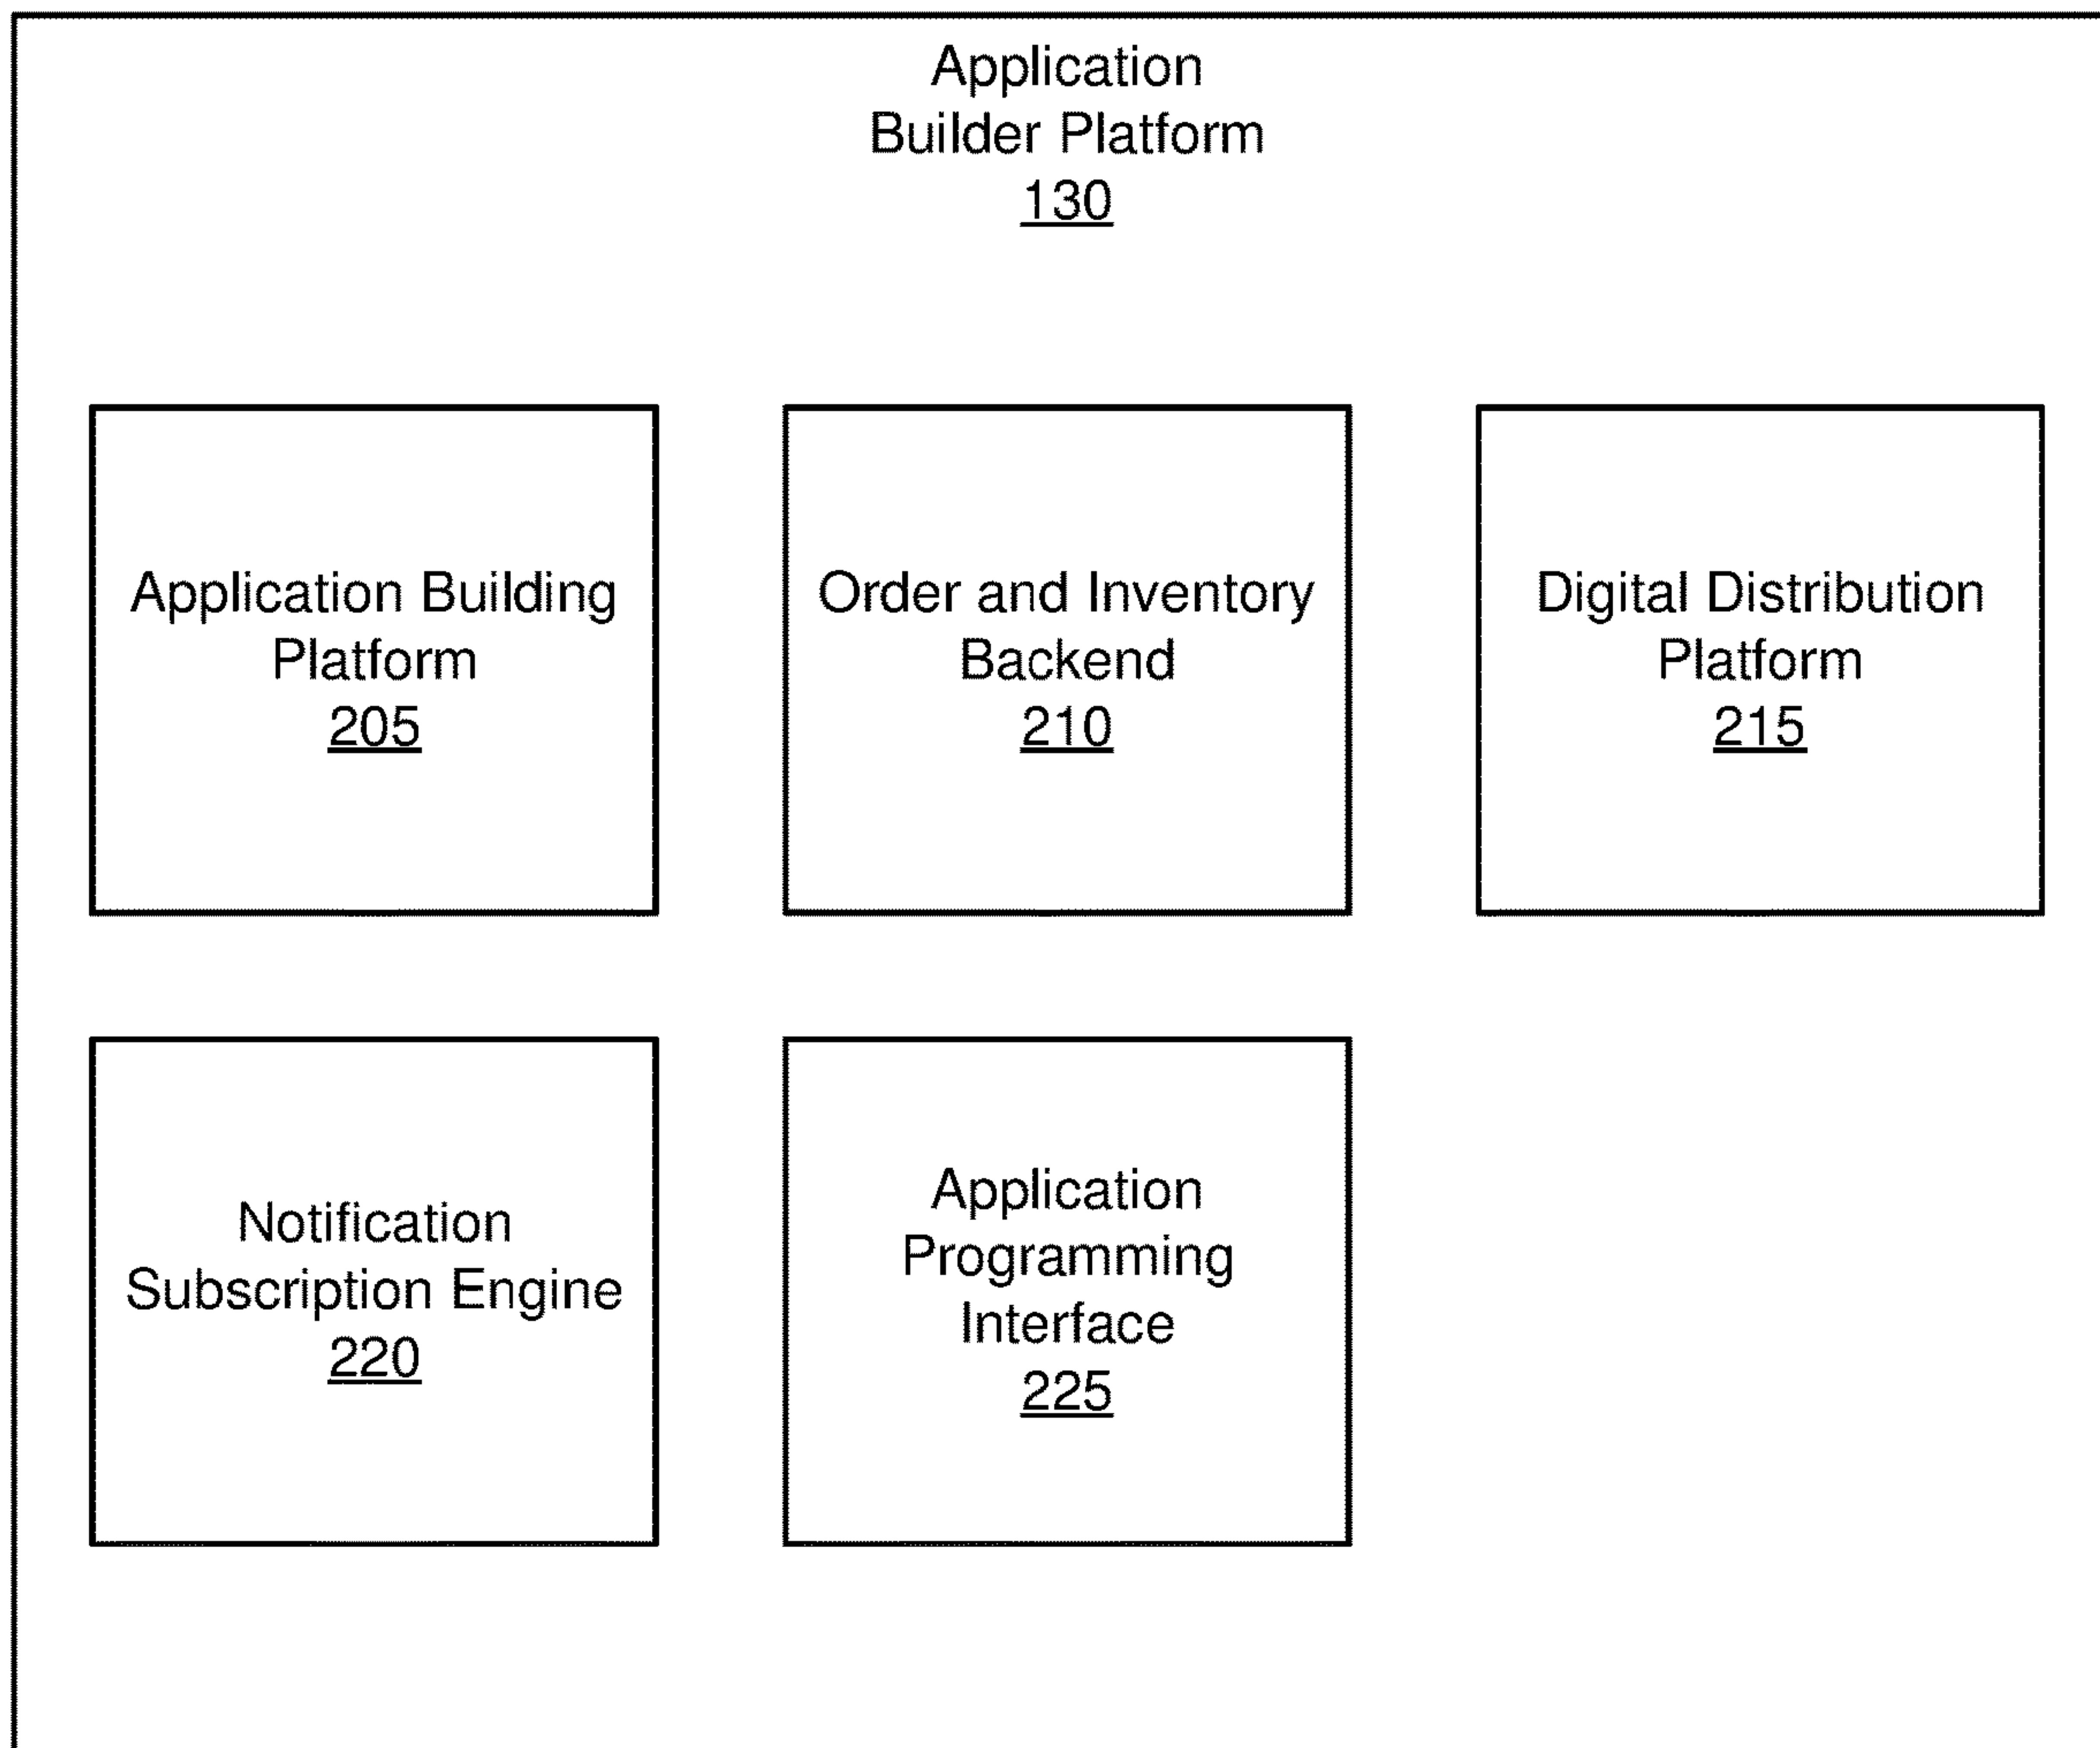 Application
Builder Platform
130
Application Building
Platform
205
Order and Inventory
Backend
210
Digital Distribution
Platform
215
Notification
Subscription Engine
220
Application
Programming
Interface
225